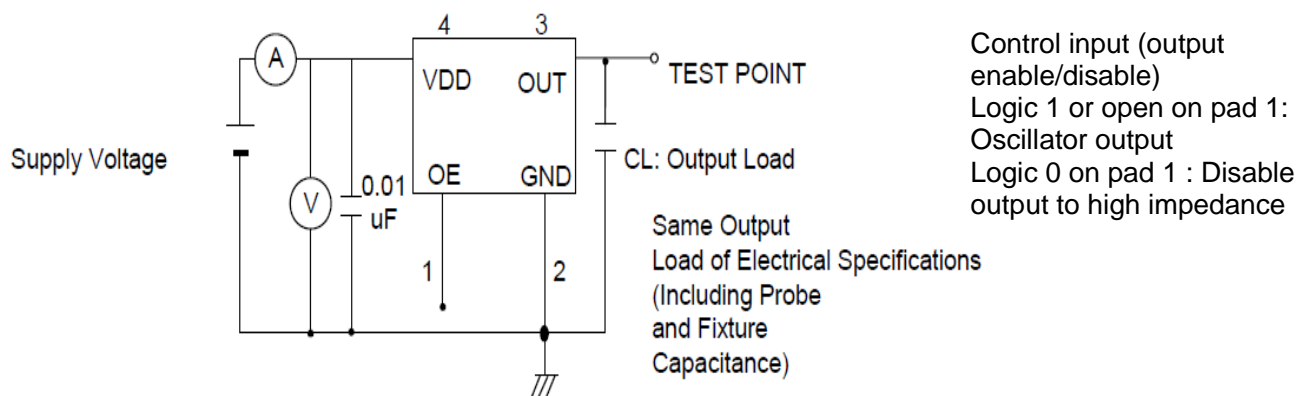 4
3
A
VDD
OUT
TEST POINT
Supply Voltage
V
0.01
uF
OE
GND
CL: Output Load
1
2
Same Output
Load of Electrical Specifications
(Including Probe
and Fixture
Capacitance)
Control input (output
enable/disable)
Logic 1 or open on pad 1:
Oscillator output
Logic 0 on pad 1 : Disable
output to high impedance